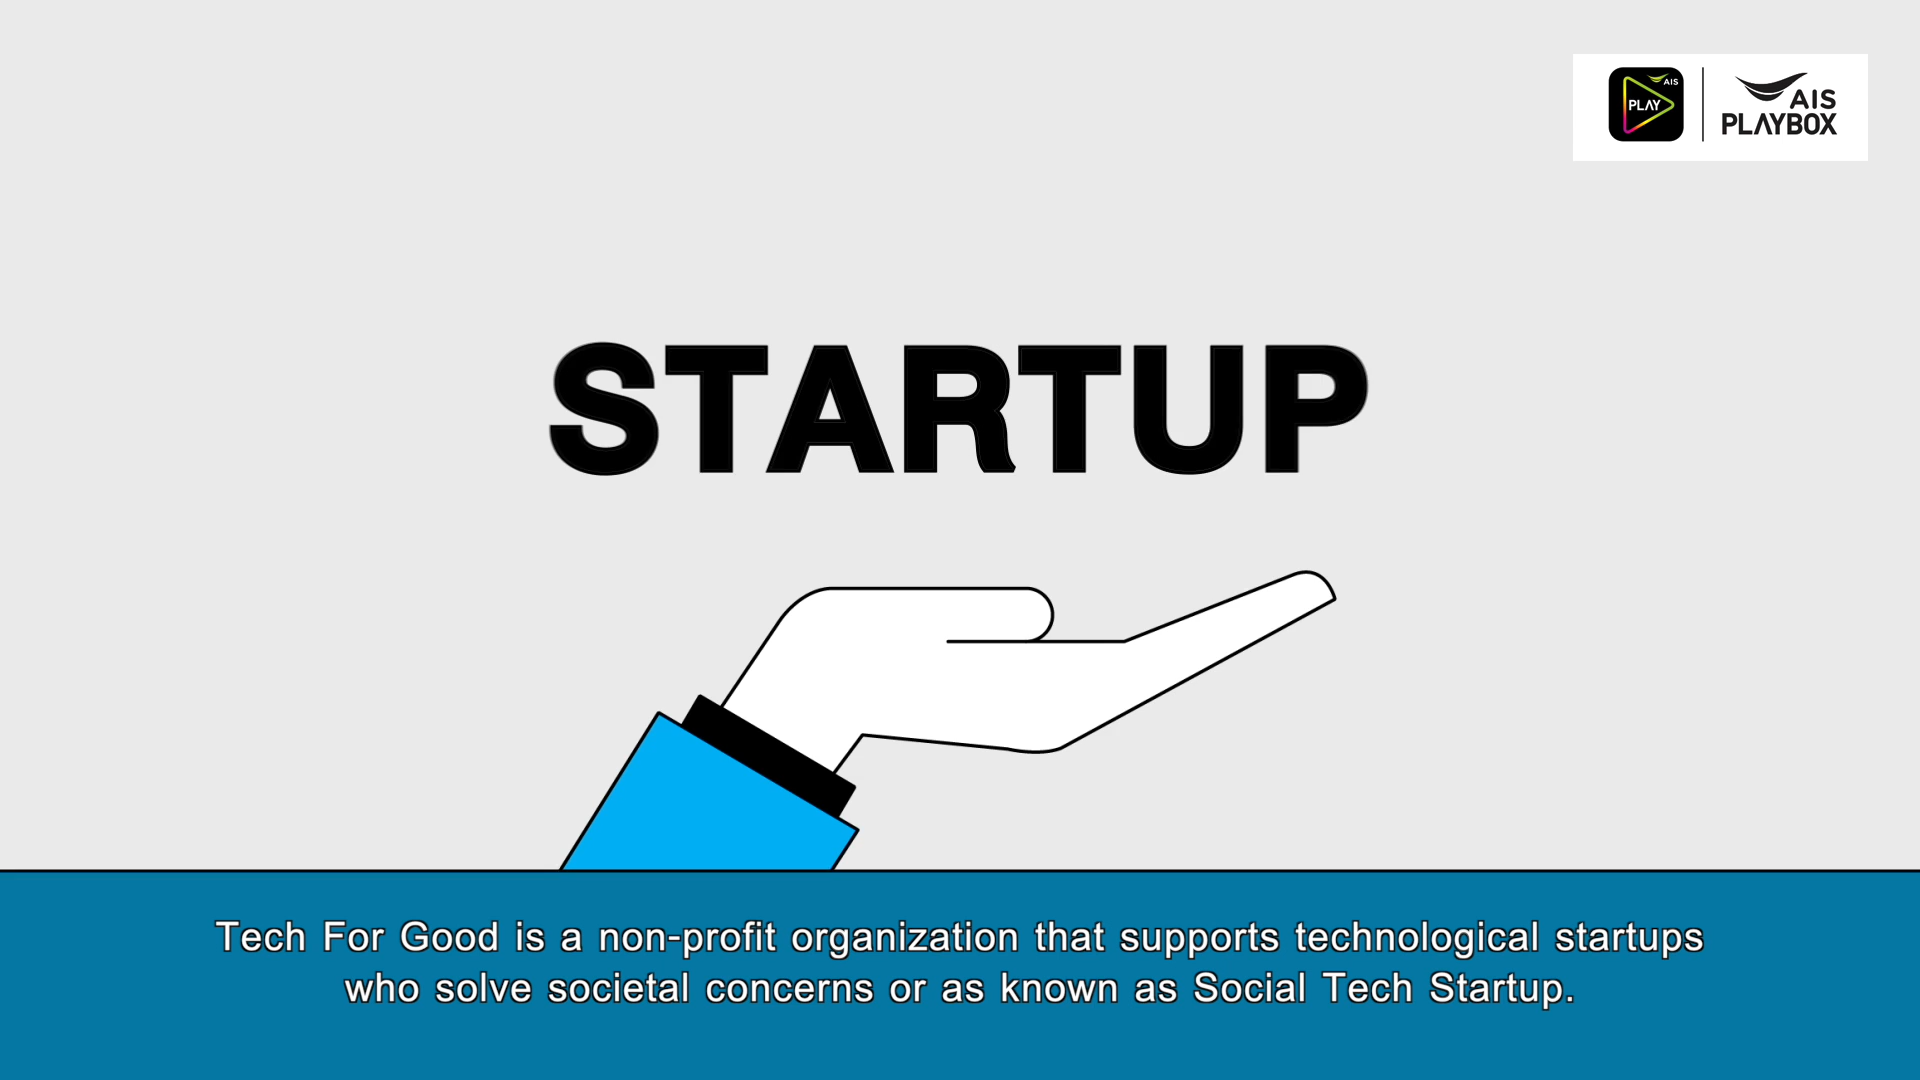 AIS
PLAY
AIS
PLAYBOX
STARTUP
Tech For Good is a non-profit organization that supports technological startups
who solve societal concerns or as known as Social Tech Startup.